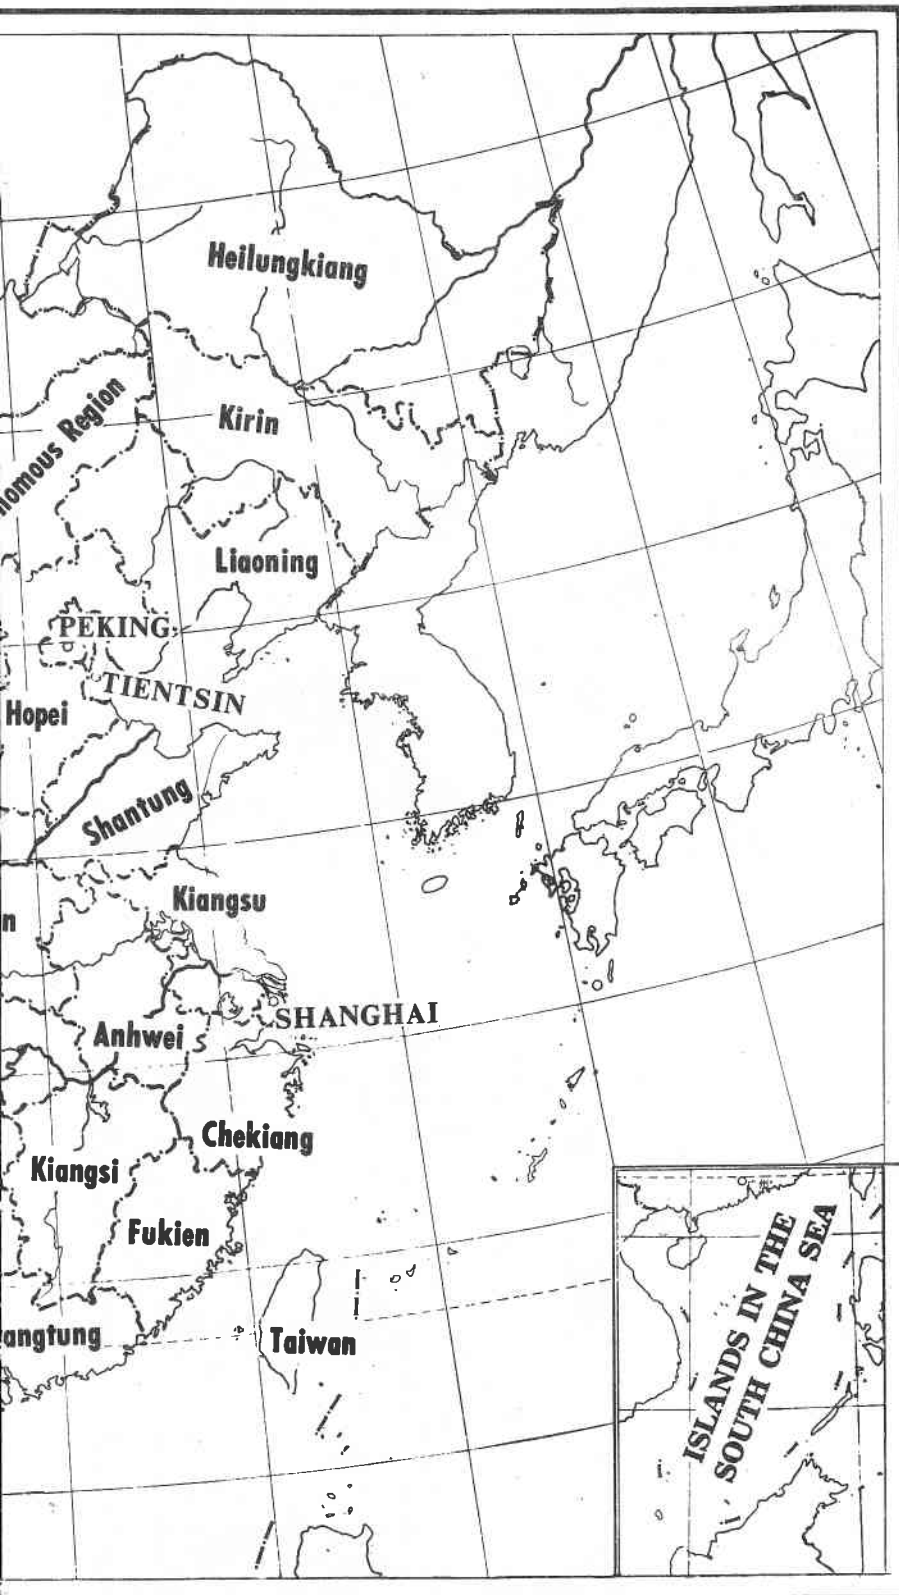 Heilungkiang
Kirin
nomous Region
Liaoning
PEKING
TIENTSIN
Hopei
Shantung
Kiangsu
n
SHANGHAI
Anhwei
Chekiang
Kiangsi
Fukien
angtung
Taiwan
ISLANDS IN THE
SOUTH CHINA SEA